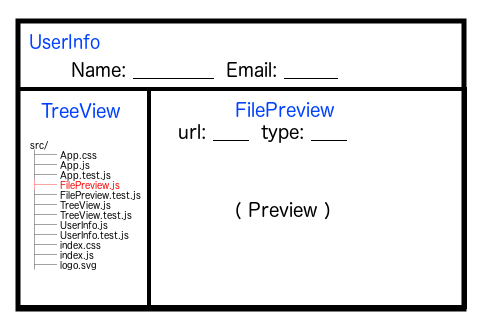 UserInfo
Name: ________ Email: _____
TreeView
src/
App.css
App.js
App.test.js
FilePreview.js
FilePreview.test.js
TreeView.js
TreeView.test.js
UserInfo.js
UserInfo.test.js
index.css
index.js
logo.svg
FilePreview
url: ____ type: ____
( Preview )